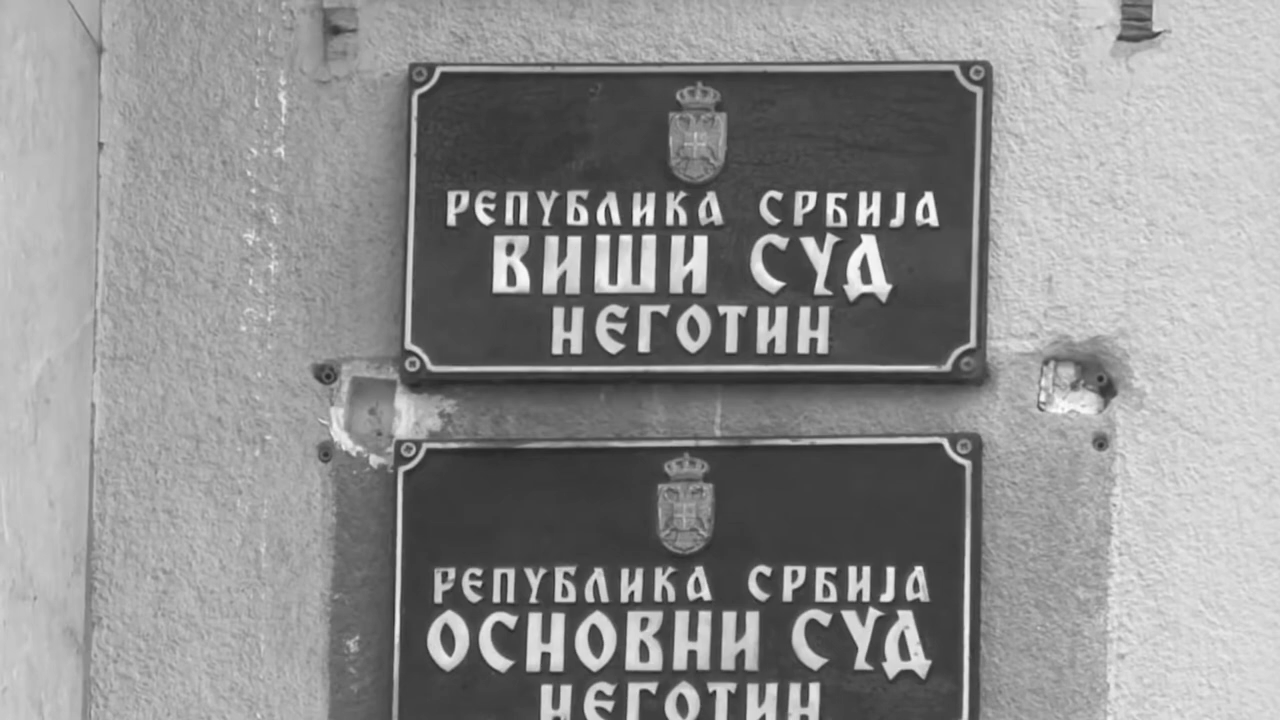 РЕПУБЛИКА СРБИЈА
ВИШИ СУД
НЕГОТИН
РЕПУБЛИКА СРБИЈА
ОСНОВНИ СУД
НЕГОТИН